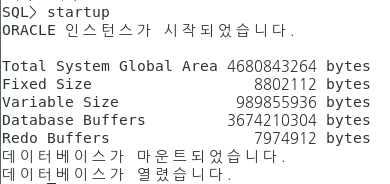 SQL> startup
ORACLE 인스턴스가 시작되었습니다.
Total System Global Area 4680843264 bytes
Fixed Size 8802112 bytes
Variable Size 989855936 bytes
Database Buffers 3674210304 bytes
Redo Buffers 7974912 bytes
데이터베이스가 마운트되었습니다.
데이터베이스가 열렸습니다.